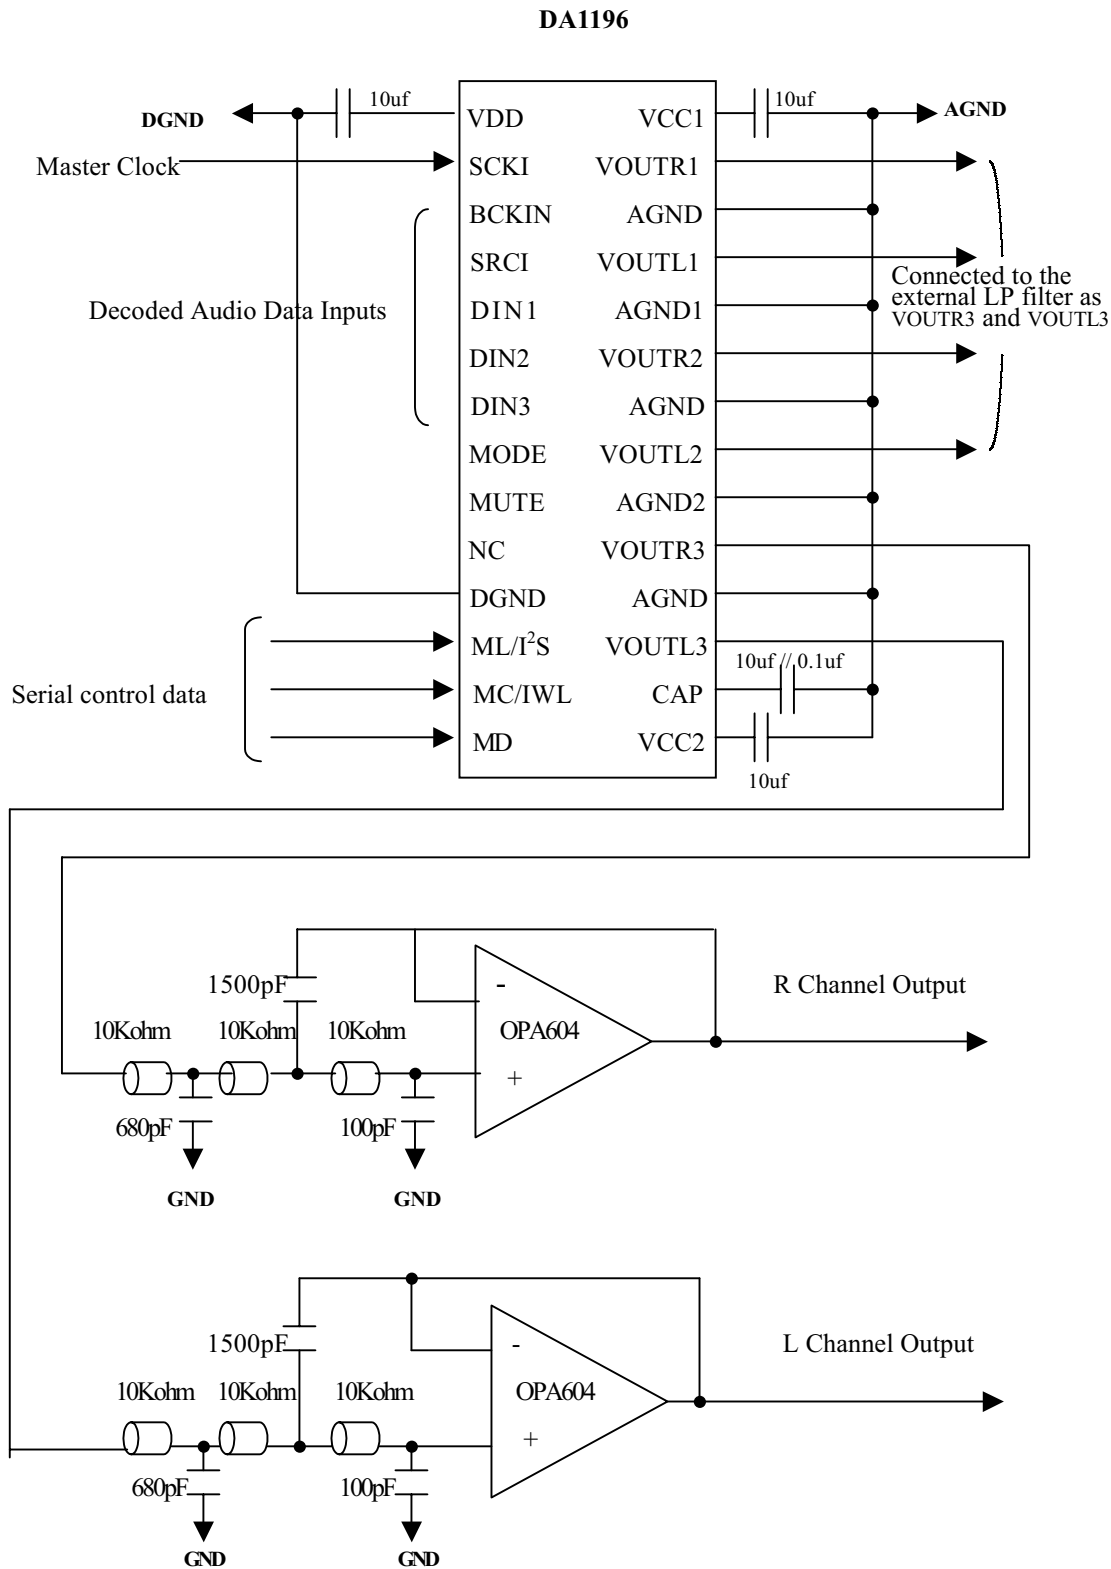 DA1196
10uf
10uf
DGND
VDD
VCC1
AGND
Master Clock
SCKI
VOUTR1
BCKIN
AGND
SRCI
VOUTL1
Connected to the
external LP filter as
VOUTR3 and VOUTL3
Decoded Audio Data Inputs
DIN1
AGND1
DIN2
VOUTR2
DIN3
AGND
MODE
VOUTL2
MUTE
AGND2
NC
VOUTR3
DGND
AGND
ML/I²S
VOUTL3
10uf // 0.1uf
Serial control data
MC/IWL
CAP
MD
VCC2
10uf
1500pF
-
R Channel Output
10Kohm
10Kohm
10Kohm
OPA604
+
680pF
100pF
GND
GND
1500pF
-
L Channel Output
10Kohm
10Kohm
10Kohm
OPA604
+
680pF
100pF
GND
GND